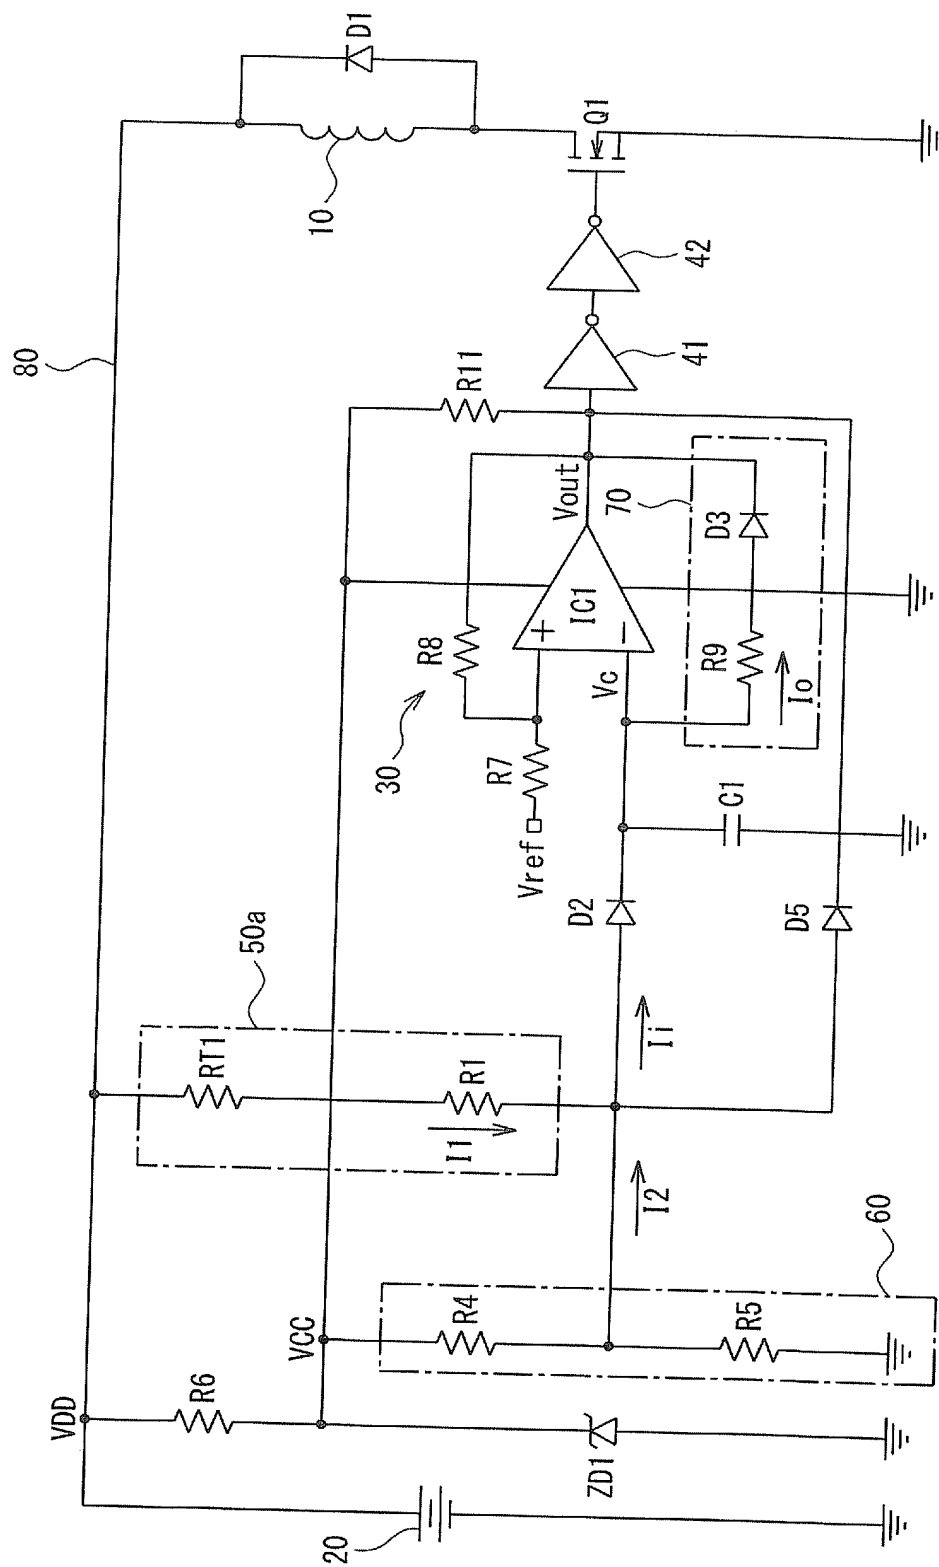 80
D1
10
Q1
42
41
R11
Vout
70
D3
IC1
+
−
R8
30
R7
Vref
Vc
R9
Io
C1
D2
D5
50a
RT1
R1
I1
Ii
I2
60
VCC
R4
R5
VDD
R6
ZD1
20